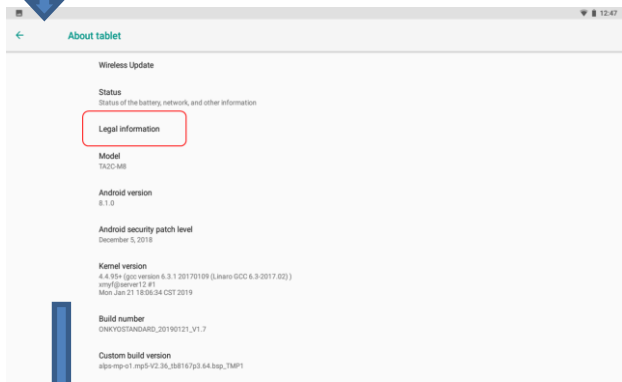 12:47
About tablet
Wireless Update
Status
Status of the battery, network, and other information
Legal information
Model
TA2C-M8
Android version
8.1.0
Android security patch level
December 5, 2018
Kernel version
4.4.95+ (gcc version 6.3.1 20170109 (Linaro GCC 6.3-2017.02) )
xmyf@server12 #1
Mon Jan 21 18:06:34 CST 2019
Build number
ONKYOSTANDARD_20190121_V1.7
Custom build version
alps-mp-o1.mp5-V2.36_tb8167p3.64.bsp_TMP1